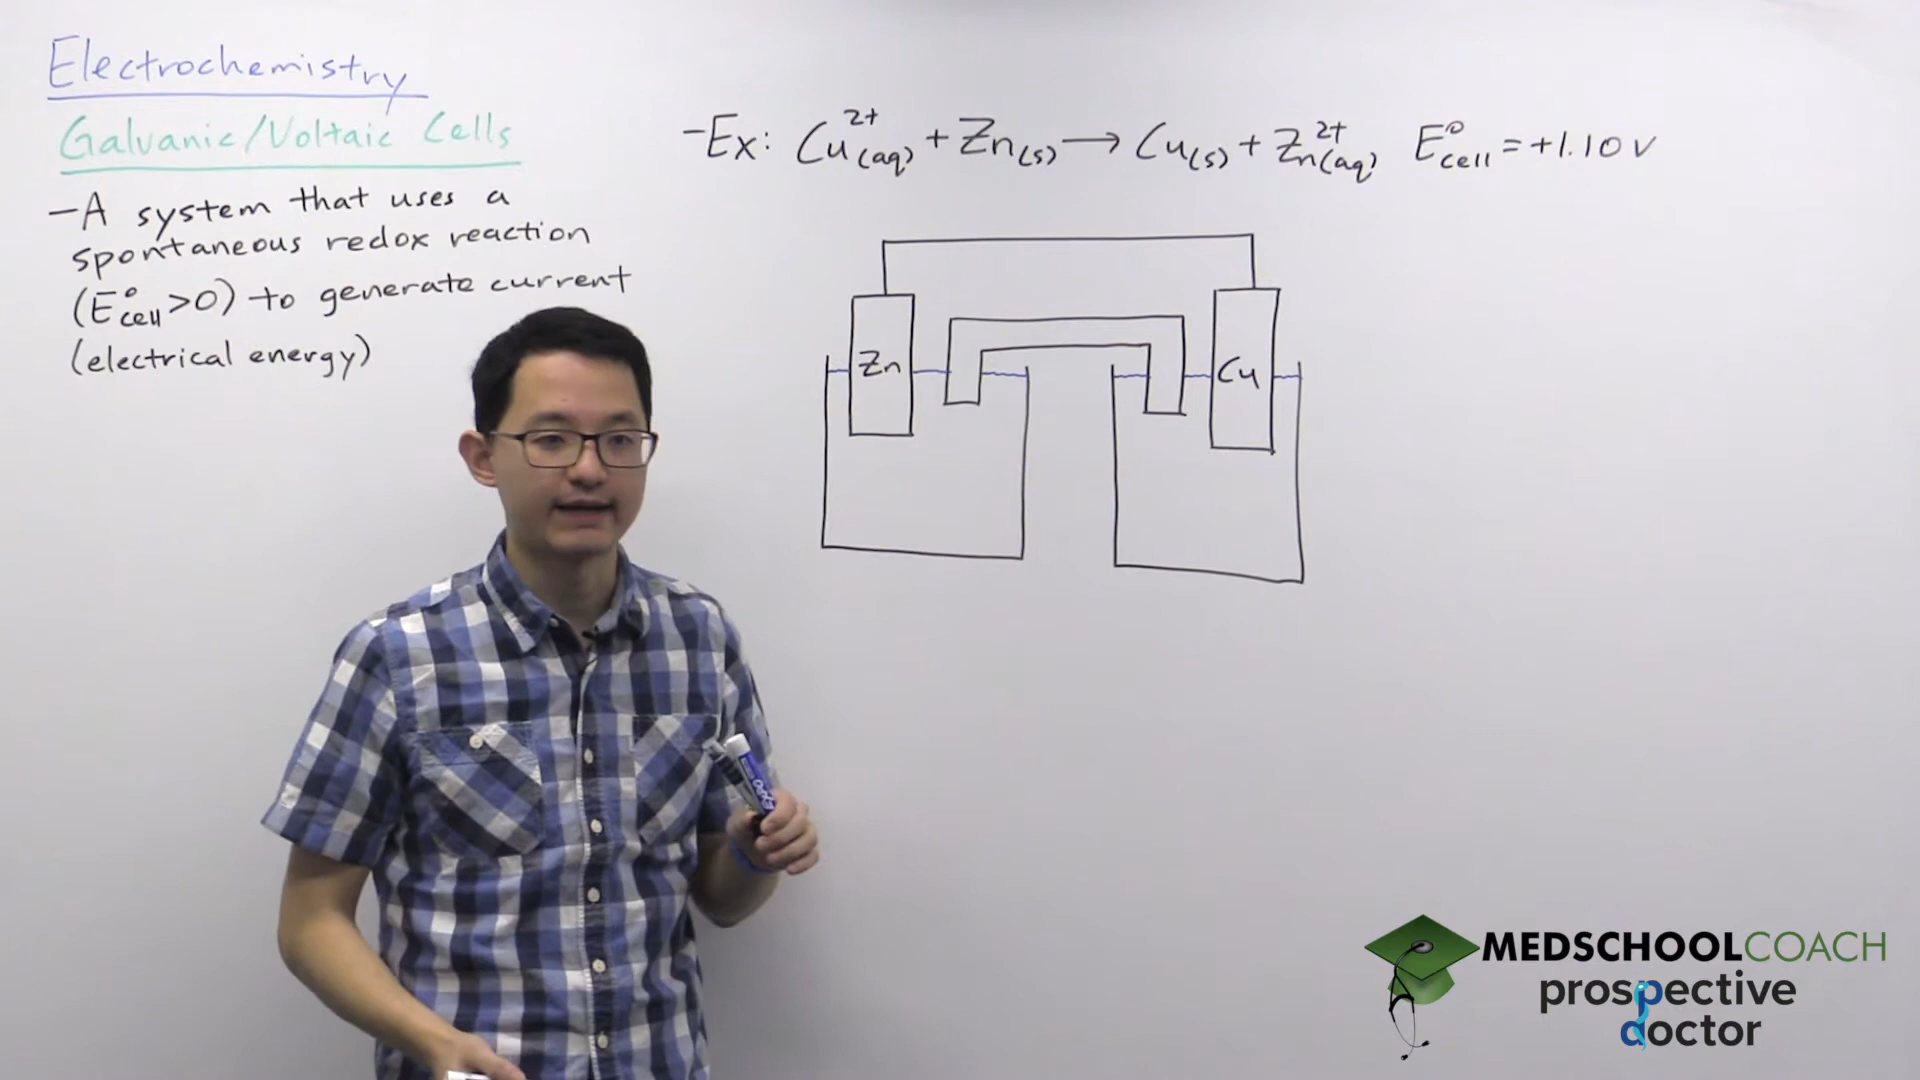 Electrochemistry
Galvanic/Voltaic Cells
-A system that uses a
spontaneous redox reaction
(E°cell>0) to generate current
(electrical energy)
-Ex: Cu²⁺(aq) + Zn(s) → Cu(s) + Zn²⁺(aq) E°cell = +1.10 V
Zn
Cu
EXPO
MEDSCHOOLCOACH
prospective
doctor